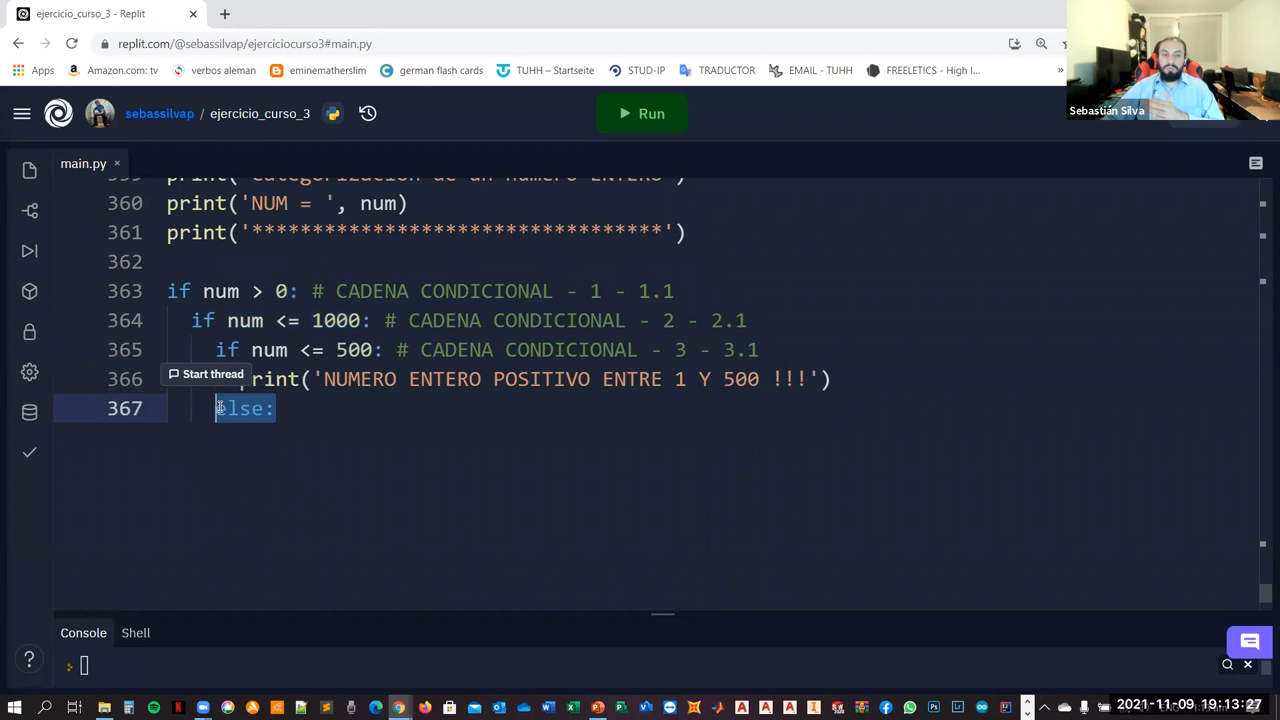 ejercicio_curso_3 - Replit
replit.com/@sebassilvap/ejerciciocurso3#main.py
Apps Amazon.com: tv verbos aleman eminemathslim german flash cards TUHH – Startseite STUD-IP TRADUCTOR EMAIL - TUHH FREELETICS - High I... »
Sebastián Silva
sebassilvap / ejercicio_curso_3
Run
main.py
360 print('NUM = ', num)
361 print('**********************************')
362
363 if num > 0: # CADENA CONDICIONAL - 1 - 1.1
364 if num <= 1000: # CADENA CONDICIONAL - 2 - 2.1
365 if num <= 500: # CADENA CONDICIONAL - 3 - 3.1
Start thread
366 print('NUMERO ENTERO POSITIVO ENTRE 1 Y 500 !!!')
367 else:
Console Shell
2021-11-09 19:13:27